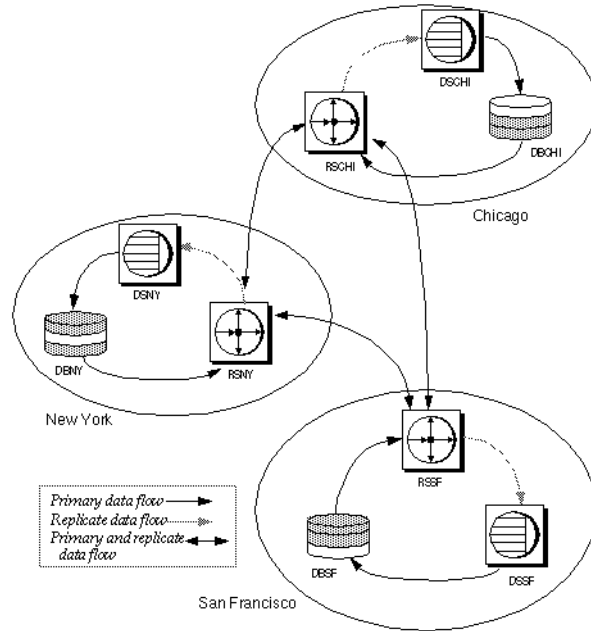 DSCHI
DBCHI
RSCHI
Chicago
DSNY
DBNY
RSNY
New York
RSSF
Primary data flow
Replicate data flow
Primary and replicate
data flow
DBSF
DSSF
San Francisco